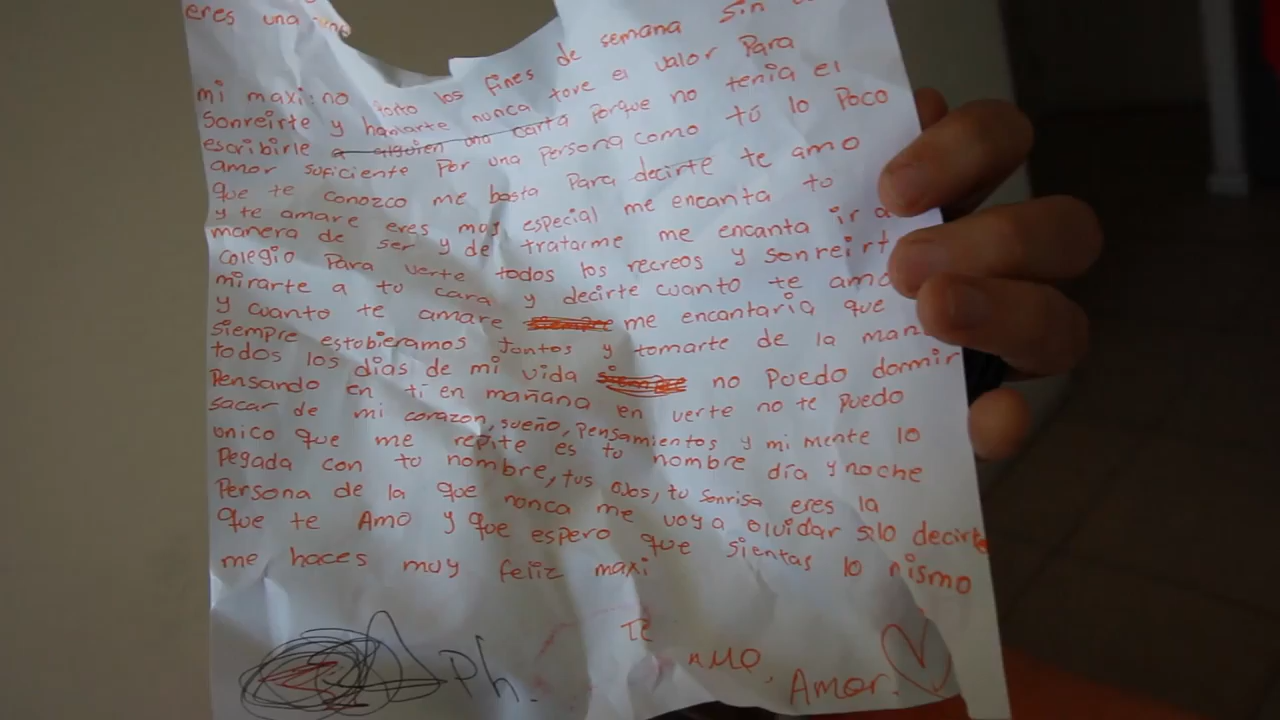 eres una
mi maxi no todo los fines de semana sin
sonreirte y hablarte nunca tuve el valor Para
escribirle a alguien una carta Porque no tenia el
amor suficiente Por una Persona como tú lo Poco
que te conozco me basta Para decirte te amo
y te amare eres muy especial me encanta tu
manera de ser y de tratarme me encanta ir a
colegio Para verte todos los recreos y sonreirt
mirarte a tu cara y decirte cuanto te amo
y cuanto te amare me encantaria que
siempre estubieramos Juntos y tomarte de la man
todos los días de mi vida no Puedo dormir
Pensando en ti en mañana en verte no te Puedo
sacar de mi corazon, sueño, Pensamientos y mi mente lo
unico que me repite es tu nombre día y noche
Pegada con tu nombre, tus ojos, tu sonrisa eres la
Persona de la que nonca me voy a olvidar solo decirte
que te Amo y que espero que sientas lo mismo
me haces muy feliz maxi
Te
AMO,
Amor.
Ph.